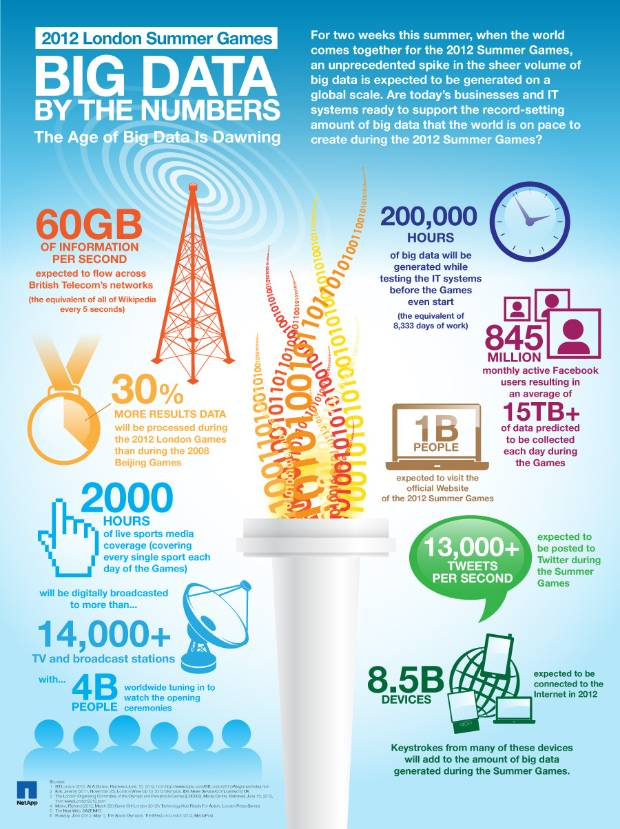 2012 London Summer Games
BIG DATA
BY THE NUMBERS
The Age of Big Data Is Dawning
For two weeks this summer, when the world
comes together for the 2012 Summer Games,
an unprecedented spike in the sheer volume of
big data is expected to be generated on a
global scale. Are today's businesses and IT
systems ready to support the record-setting
amount of big data that the world is on pace to
create during the 2012 Summer Games?
60GB
OF INFORMATION
PER SECOND
expected to flow across
British Telecom's networks
(the equivalent of all of Wikipedia
every 5 seconds)
200,000
HOURS
of big data will be
generated while
testing the IT systems
before the Games
even start
(the equivalent of
8,333 days of work)
845
MILLION
monthly active Facebook
users resulting in
an average of
15TB+
of data predicted
to be collected
each day during
the Games
30%
MORE RESULTS DATA
will be processed during
the 2012 London Games
than during the 2008
Beijing Games
1B
PEOPLE
expected to visit the
official Website
of the 2012 Summer Games
2000
HOURS
of live sports media
coverage (covering
every single sport each
day of the Games)
will be digitally broadcasted
to more than...
14,000+
TV and broadcast stations
with...
4B
PEOPLE
worldwide tuning in to
watch the opening
ceremonies
13,000+
TWEETS
PER SECOND
expected to
be posted to
Twitter during
the Summer
Games
8.5B
DEVICES
expected to be
connected to the
Internet in 2012
Keystrokes from many of these devices
will add to the amount of big data
generated during the Summer Games.
NetApp